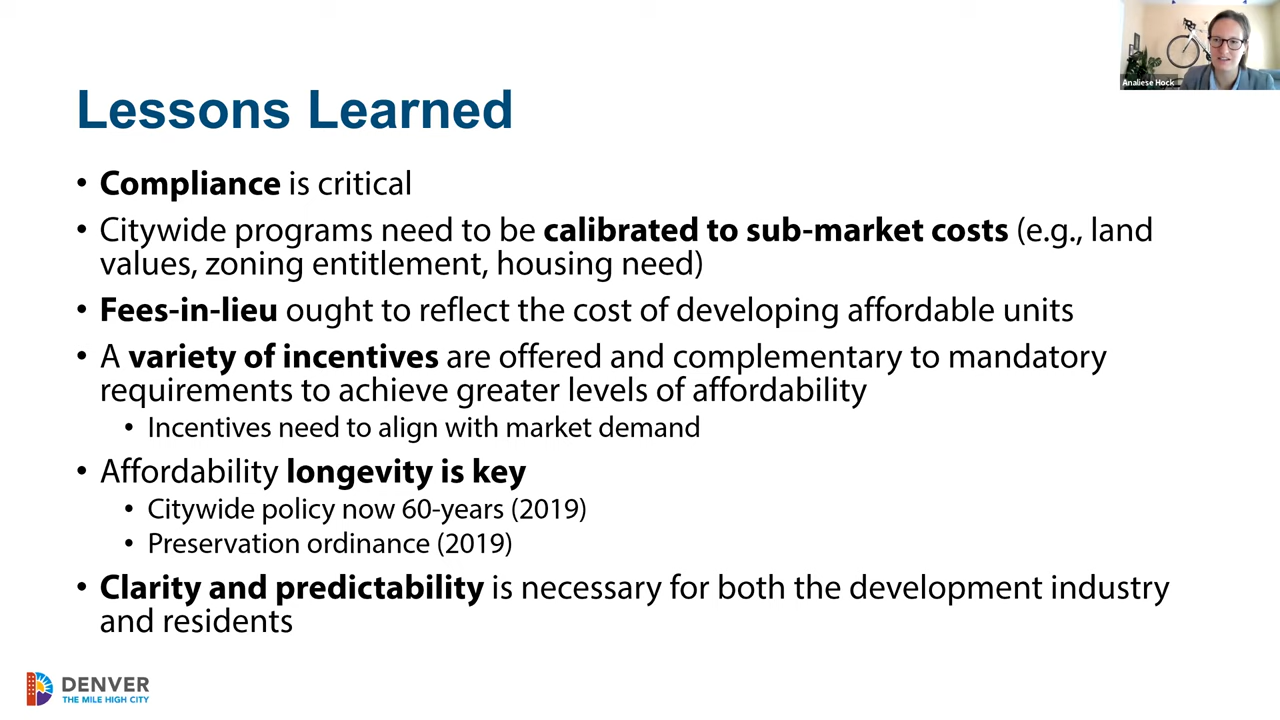 Analiese Hock
Lessons Learned
• Compliance is critical
• Citywide programs need to be calibrated to sub-market costs (e.g., land
values, zoning entitlement, housing need)
• Fees-in-lieu ought to reflect the cost of developing affordable units
• A variety of incentives are offered and complementary to mandatory
requirements to achieve greater levels of affordability
• Incentives need to align with market demand
• Affordability longevity is key
• Citywide policy now 60-years (2019)
• Preservation ordinance (2019)
• Clarity and predictability is necessary for both the development industry
and residents
DENVER
THE MILE HIGH CITY